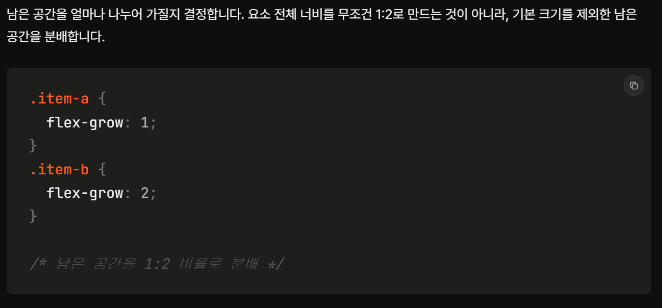 남은 공간을 얼마나 나누어 가질지 결정합니다. 요소 전체 너비를 무조건 1:2로 만드는 것이 아니라, 기본 크기를 제외한 남은
공간을 분배합니다.
.item-a {
  flex-grow: 1;
}
.item-b {
  flex-grow: 2;
}
/* 남은 공간을 1:2 비율로 분배 */